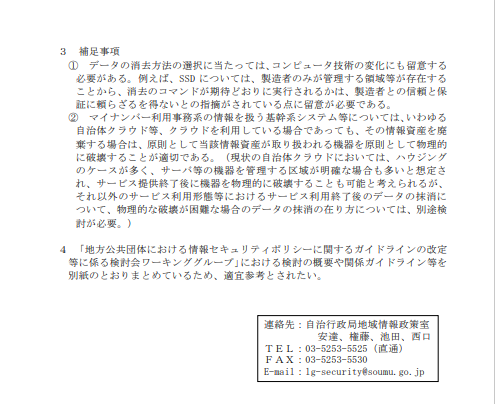 ３　補足事項
①　データの消去方法の選択に当たっては、コンピュータ技術の変化にも留意する
必要がある。例えば、SSD については、製造者のみが管理する領域等が存在する
ことから、消去のコマンドが期待どおりに実行されるかは、製造者との信頼と保
証に頼らざるを得ないとの指摘がされている点に留意が必要である。
②　マイナンバー利用事務系の情報を扱う基幹系システム等については、いわゆる
自治体クラウド等、クラウドを利用している場合であっても、その情報資産を廃
棄する場合は、原則として当該情報資産が取り扱われる機器を原則として物理的
に破壊することが適切である。（現状の自治体クラウドにおいては、ハウジング
のケースが多く、サーバ等の機器を管理する区域が明確な場合も多いと想定さ
れ、サービス提供終了後に機器を物理的に破壊することも可能と考えられるが、
それ以外のサービス利用形態等におけるサービス利用終了後のデータの抹消に
ついて、物理的な破壊が困難な場合のデータの抹消の在り方については、別途検
討が必要。）
４　「地方公共団体における情報セキュリティポリシーに関するガイドラインの改定
等に係る検討会ワーキンググループ」における検討の概要や関係ガイドライン等を
別紙のとおりまとめているため、適宜参考とされたい。
連絡先：自治行政局地域情報政策室
安達、権藤、池田、西口
ＴＥＬ：03-5253-5525（直通）
ＦＡＸ：03-5253-5530
E-mail：lg-security@soumu.go.jp